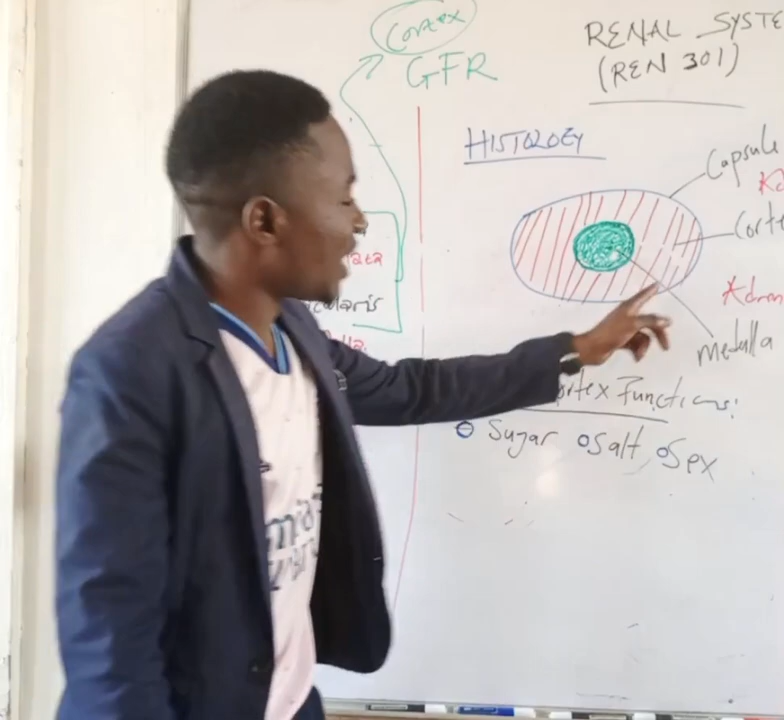 Cortex
GFR
RENAL SYSTE
(REN 301)
HISTOLOGY
Capsule
Corte
Medulla
ortex Functions:
Sugar Salt Sex